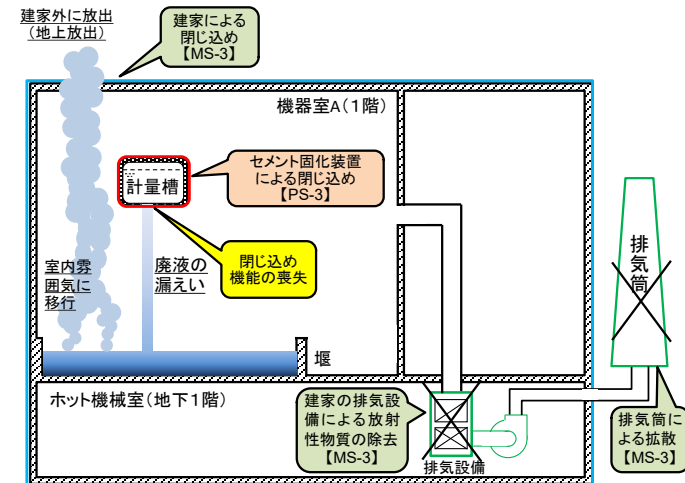 建家外に放出
（地上放出）
建家による
閉じ込め
【MS-3】
機器室A（1階）
計量槽
セメント固化装置
による閉じ込め
【PS-3】
閉じ込め
機能の喪失
室内雰
囲気に
移行
廃液の
漏えい
堰
排
気
筒
ホット機械室（地下1階）
建家の排気設
備による放射
性物質の除去
【MS-3】
排気設備
排気筒に
よる拡散
【MS-3】